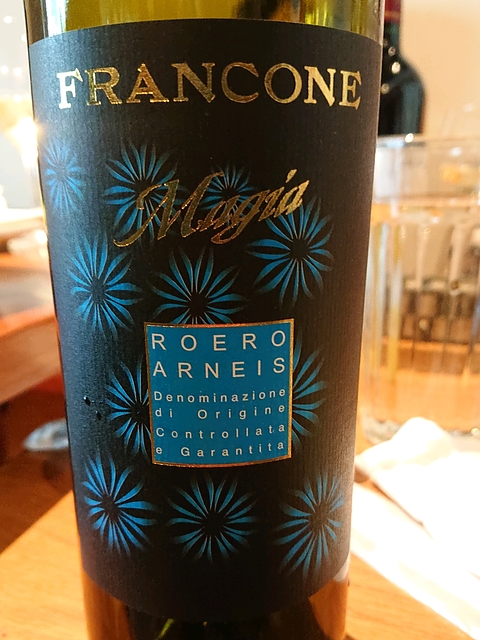 FRANCONE
Magia
ROERO
ARNEIS
Denominazione
di Origine
Controllata
e Garantita